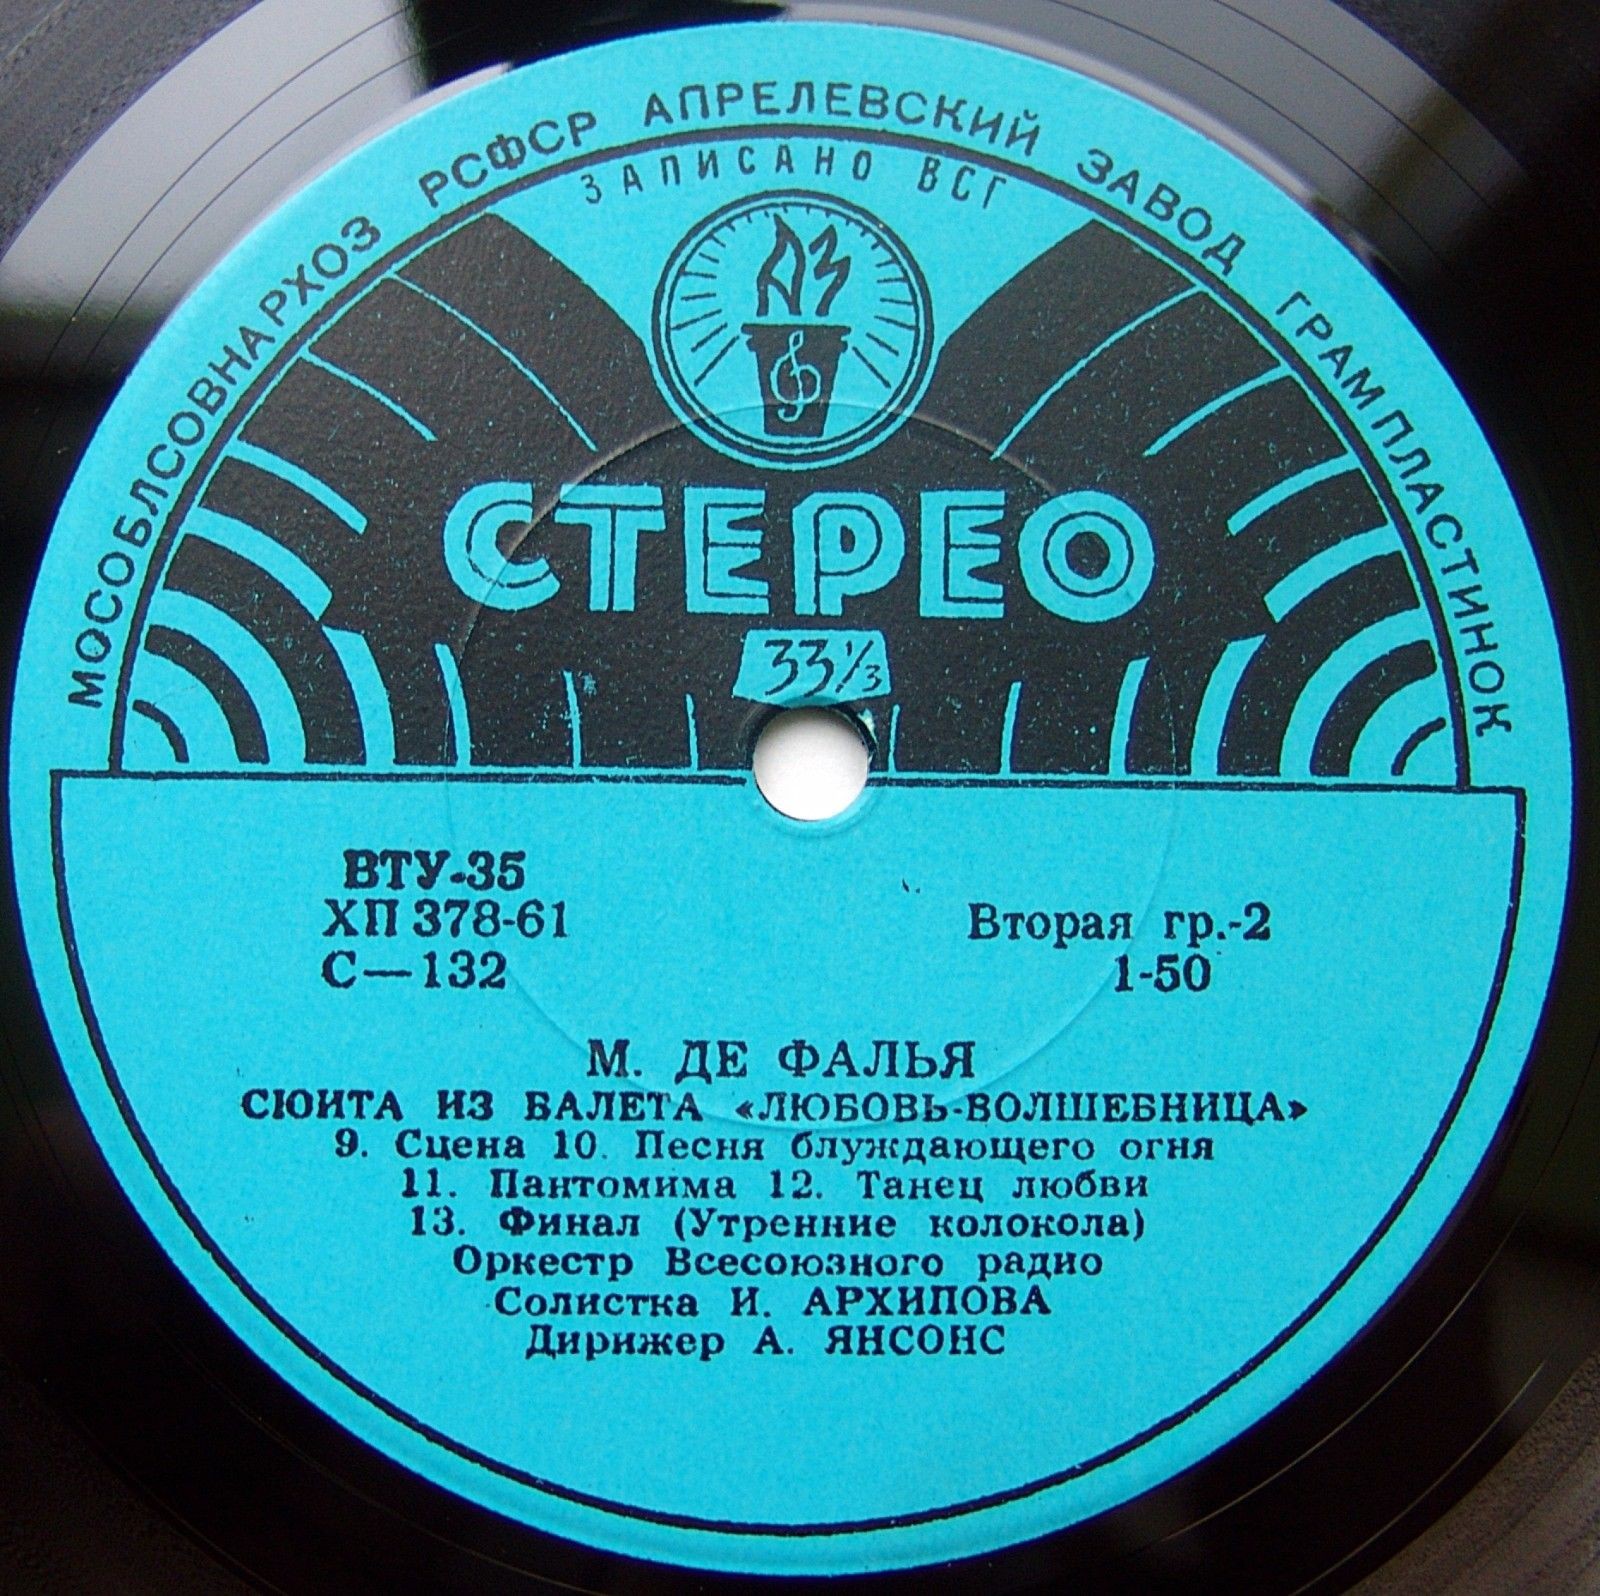 МОСОБЛСОВНАРХОЗ РСФСР АПРЕЛЕВСКИЙ ЗАВОД ГРАМПЛАСТИНОК
ЗАПИСАНО ВСГ
АЗ
СТЕРЕО
33⅓
ВТУ-35
ХП 378-61
С—132
Вторая гр.-2
1-50
М. ДЕ ФАЛЬЯ
СЮИТА ИЗ БАЛЕТА «ЛЮБОВЬ-ВОЛШЕБНИЦА»
9. Сцена 10. Песня блуждающего огня
11. Пантомима 12. Танец любви
13. Финал (Утренние колокола)
Оркестр Всесоюзного радио
Солистка И. АРХИПОВА
Дирижер А. ЯНСОНС